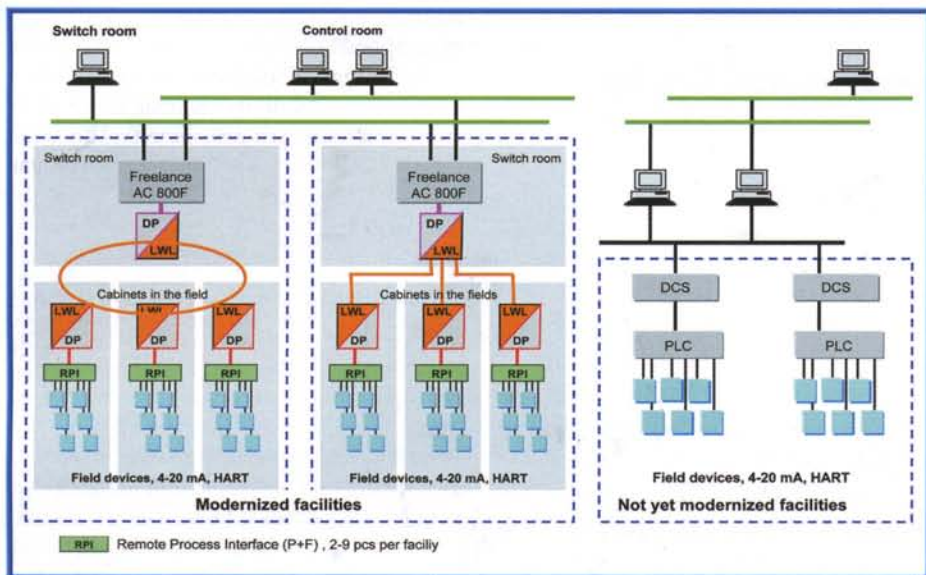 Switch room
Control room
Switch room
Freelance
AC 800F
DP
LWL
Cabinets in the field
LWL
DP
LWL
DP
LWL
DP
RPI
RPI
RPI
Field devices, 4-20 mA, HART
Switch room
Freelance
AC 800F
DP
LWL
Cabinets in the fields
LWL
DP
LWL
DP
LWL
DP
RPI
RPI
RPI
Field devices, 4-20 mA, HART
Modernized facilities
DCS
DCS
PLC
PLC
Field devices, 4-20 mA, HART
Not yet modernized facilities
RPI
Remote Process Interface (P+F) , 2-9 pcs per faciliy